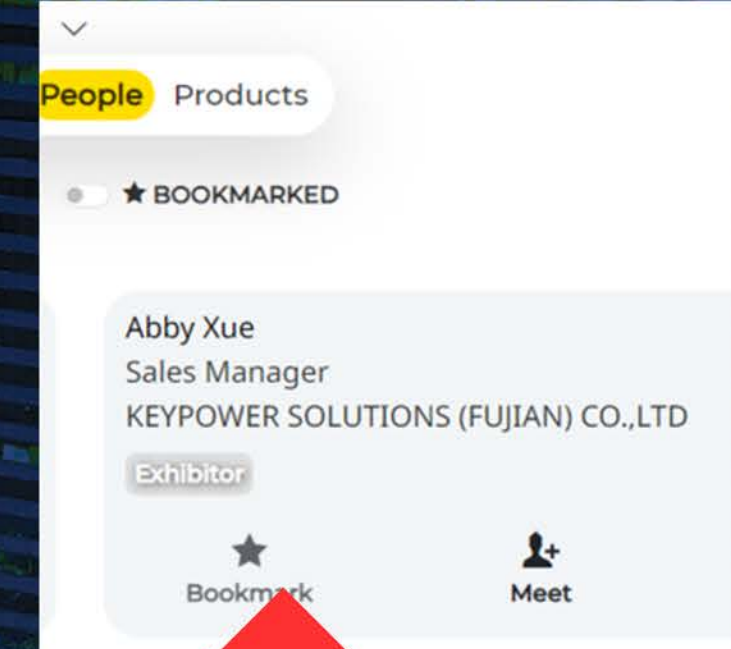 People Products
★ BOOKMARKED
Abby Xue
Sales Manager
KEYPOWER SOLUTIONS (FUJIAN) CO.,LTD
Exhibitor
Bookmark Meet